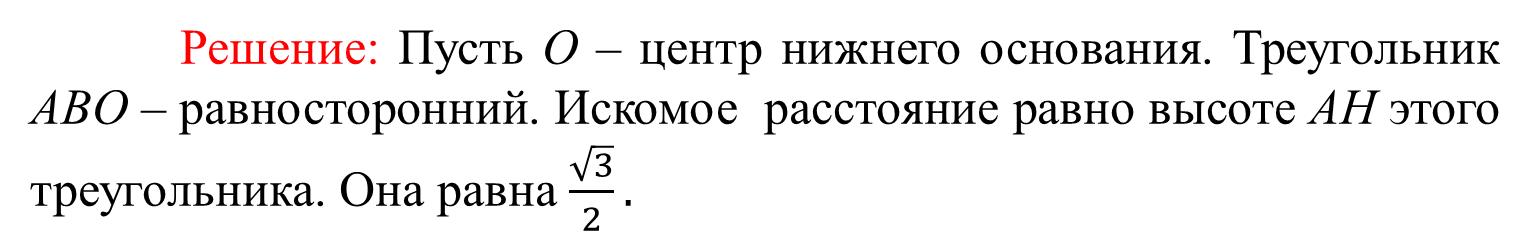 Решение: Пусть O – центр нижнего основания. Треугольник
ABO – равносторонний. Искомое расстояние равно высоте AH этого
треугольника. Она равна √3/2 .